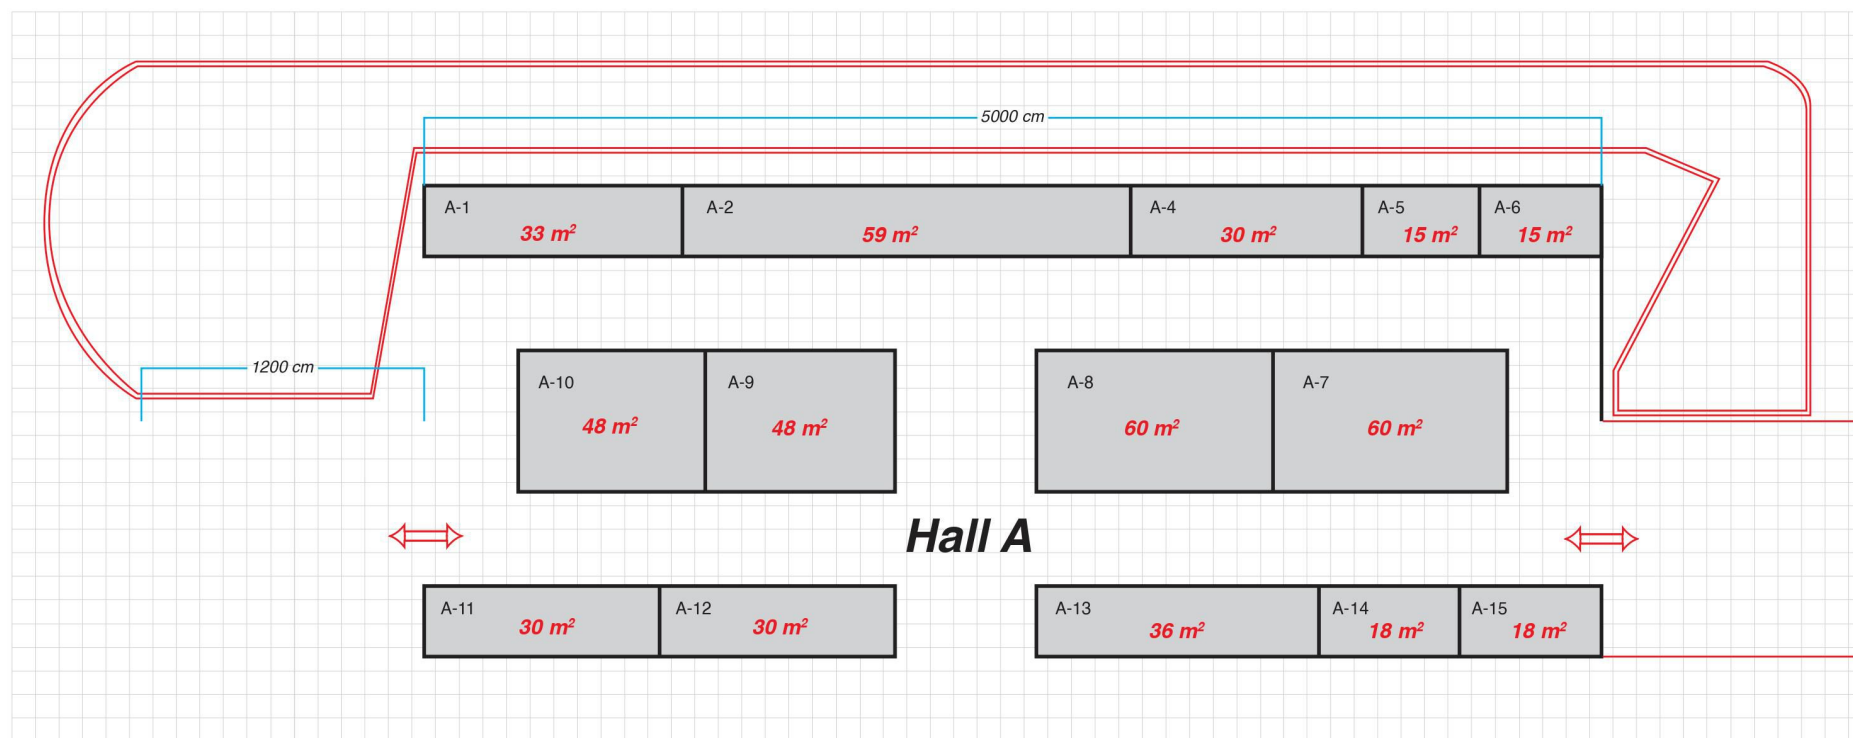 5000 cm
A-1
33 m²
A-2
59 m²
A-4
30 m²
A-5
15 m²
A-6
15 m²
1200 cm
A-10
48 m²
A-9
48 m²
A-8
60 m²
A-7
60 m²
Hall A
A-11
30 m²
A-12
30 m²
A-13
36 m²
A-14
18 m²
A-15
18 m²